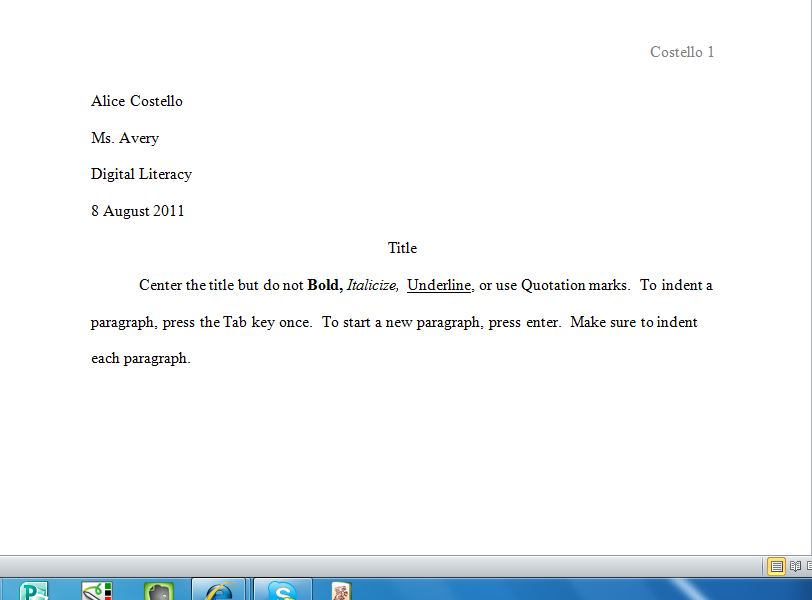 Costello 1
Alice Costello
Ms. Avery
Digital Literacy
8 August 2011
Title
Center the title but do not Bold, Italicize, Underline, or use Quotation marks. To indent a
paragraph, press the Tab key once. To start a new paragraph, press enter. Make sure to indent
each paragraph.